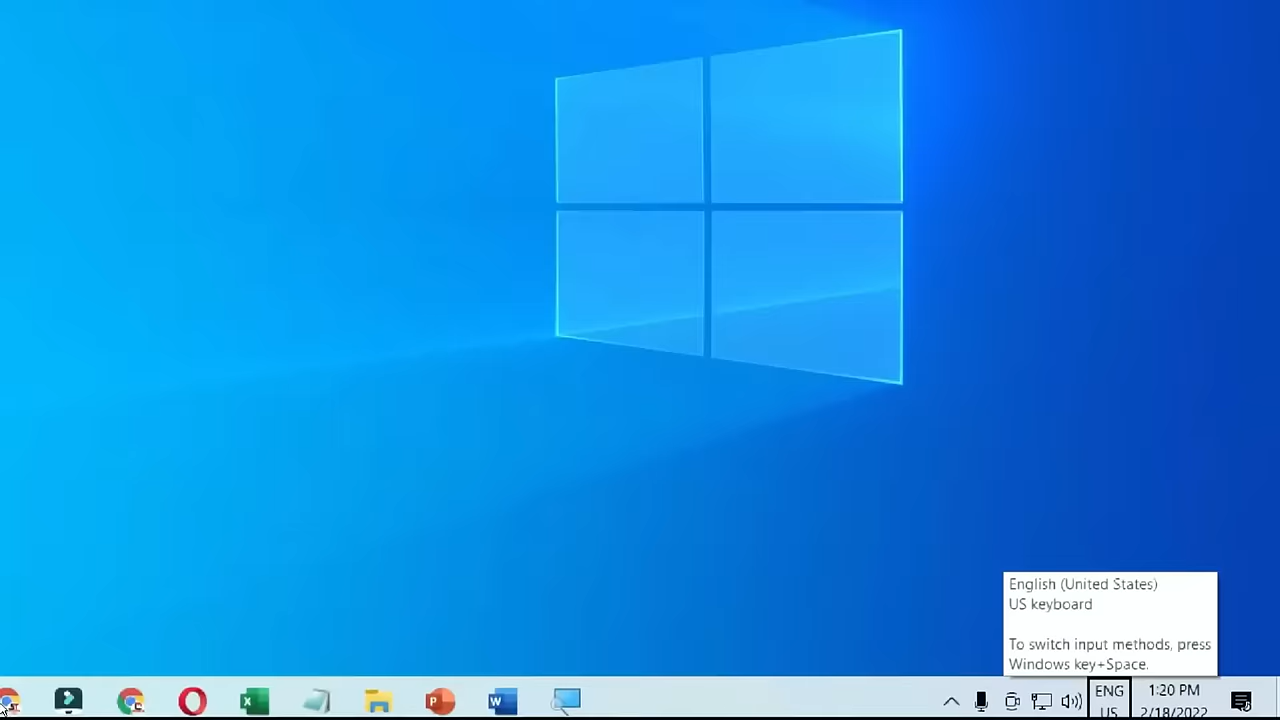 English (United States)
US keyboard
To switch input methods, press
Windows key+Space.
ENG
US
1:20 PM
2/18/2022